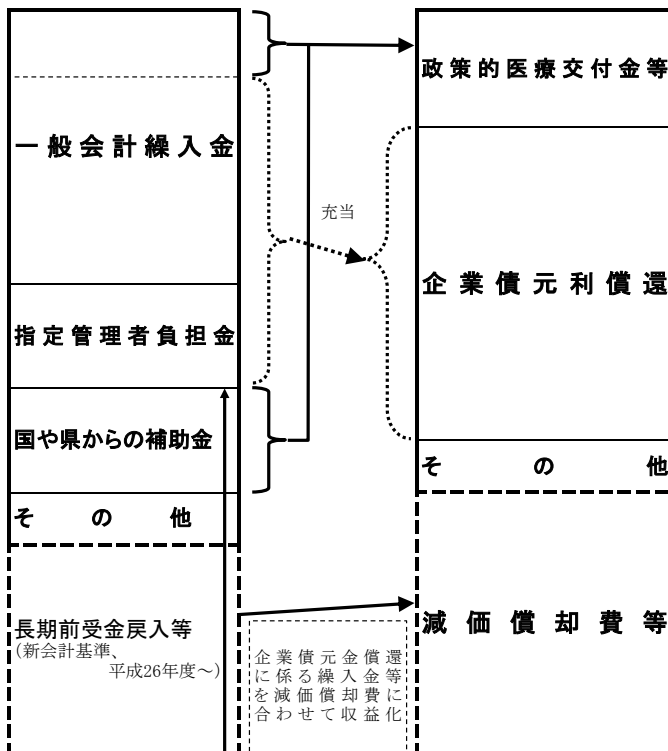 一般会計繰入金
指定管理者負担金
国や県からの補助金
その他
長期前受金戻入等
(新会計基準、
平成26年度～)
充当
企業債元金償還
に係る繰入金等
を減価償却費に
合わせて収益化
政策的医療交付金等
企業債元利償還
その他
減価償却費等